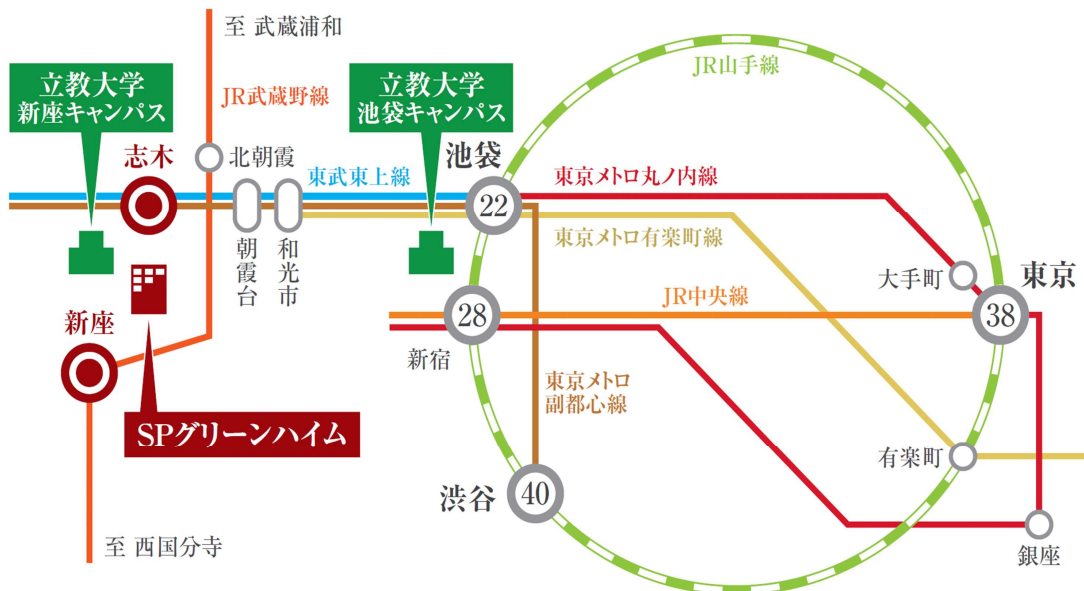 至 武蔵浦和
立教大学
新座キャンパス
JR武蔵野線
立教大学
池袋キャンパス
JR山手線
志木
北朝霞
東武東上線
池袋
22
東京メトロ丸ノ内線
東京メトロ有楽町線
朝霞台
和光市
大手町
東京
38
JR中央線
28
新宿
新座
東京メトロ
副都心線
SPグリーンハイム
有楽町
渋谷
40
至 西国分寺
銀座